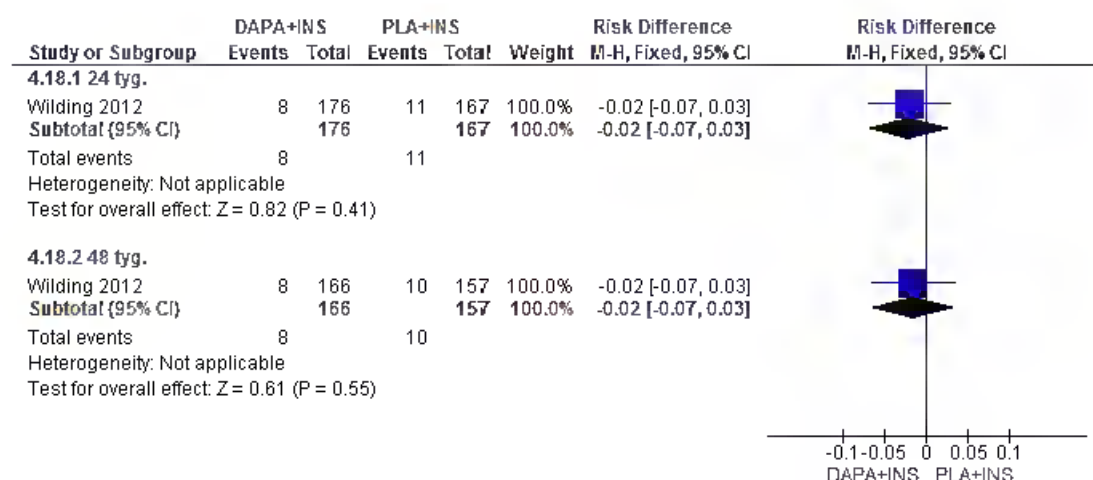 DAPA+INS PLA+INS Risk Difference Risk Difference
Study or Subgroup Events Total Events Total Weight M-H, Fixed, 95% CI M-H, Fixed, 95% CI
4.18.1 24 tyg.
Wilding 2012 8 176 11 167 100.0% -0.02 [-0.07, 0.03]
Subtotal (95% CI) 176 167 100.0% -0.02 [-0.07, 0.03]
Total events 8 11
Heterogeneity: Not applicable
Test for overall effect: Z = 0.82 (P = 0.41)
4.18.2 48 tyg.
Wilding 2012 8 166 10 157 100.0% -0.02 [-0.07, 0.03]
Subtotal (95% CI) 166 157 100.0% -0.02 [-0.07, 0.03]
Total events 8 10
Heterogeneity: Not applicable
Test for overall effect: Z = 0.61 (P = 0.55)
-0.1 -0.05 0 0.05 0.1
DAPA+INS PLA+INS